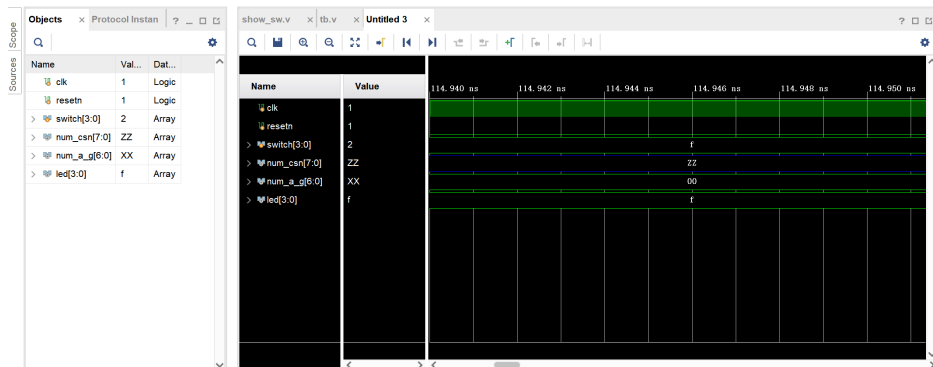 Scope
Sources
Objects × Protocol Instan ? _
Name Val... Dat...
clk 1 Logic
resetn 1 Logic
> switch[3:0] 2 Array
> num_csn[7:0] ZZ Array
> num_a_g[6:0] XX Array
> led[3:0] f Array
show_sw.v × tb.v × Untitled 3 × ?
Name Value
114.940 ns 114.942 ns 114.944 ns 114.946 ns 114.948 ns 114.950 ns
clk 1
resetn 1
> switch[3:0] 2 f
> num_csn[7:0] ZZ ZZ
> num_a_g[6:0] XX 00
> led[3:0] f f